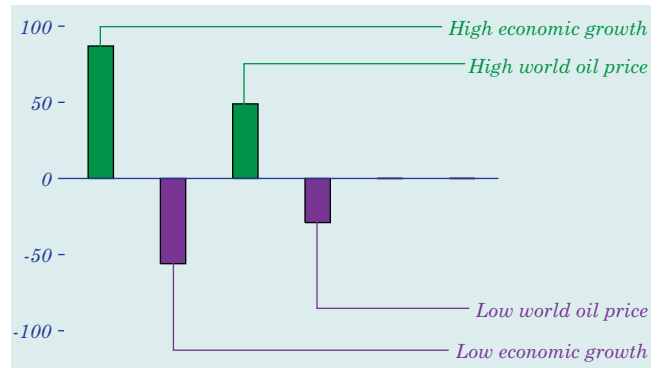 100
High economic growth
High world oil price
50
0
-50
Low world oil price
-100
Low economic growth